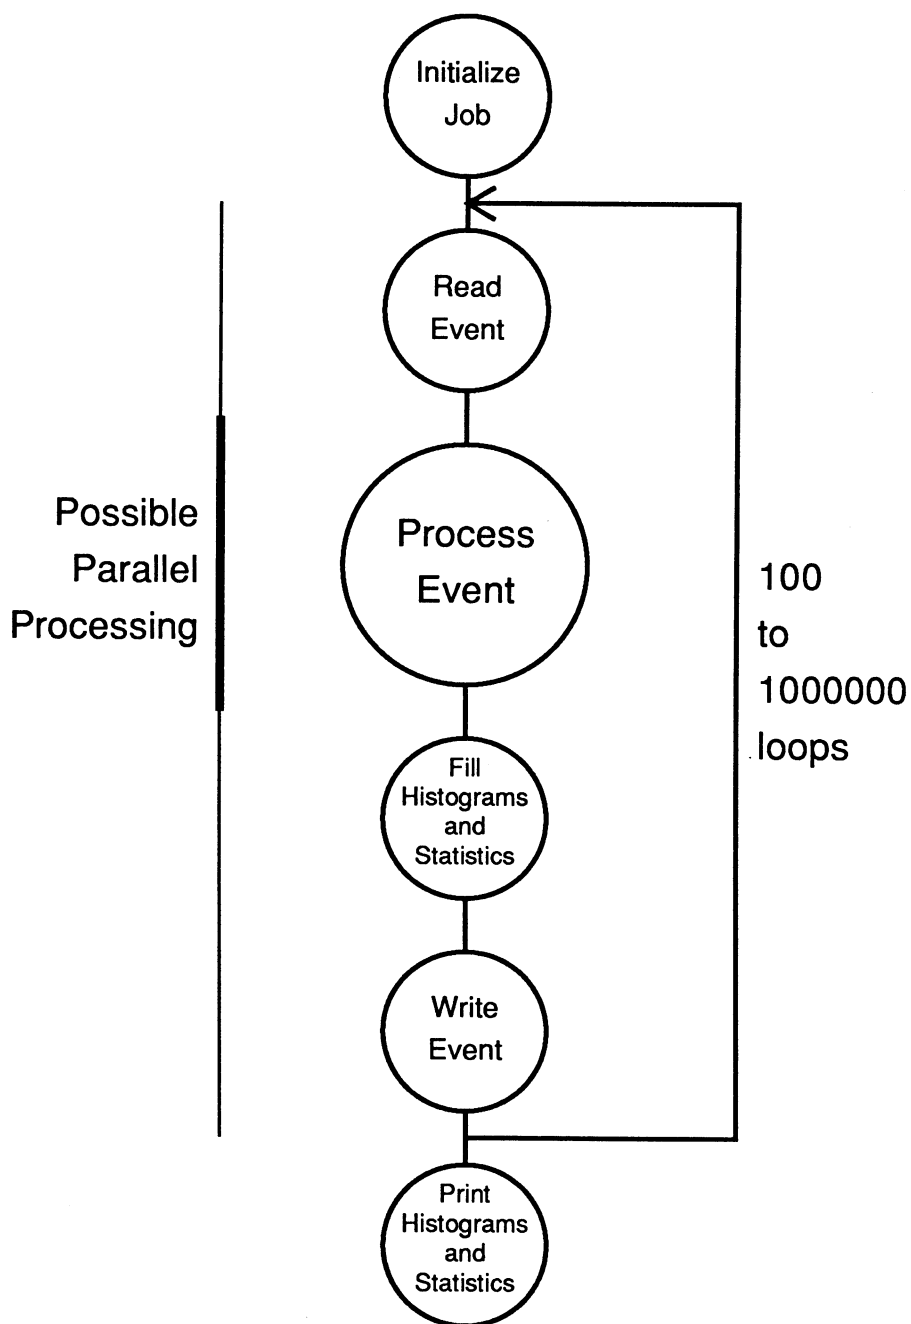 Initialize
Job
Read
Event
Possible
Parallel
Processing
Process
Event
100
to
1000000
loops
Fill
Histograms
and
Statistics
Write
Event
Print
Histograms
and
Statistics